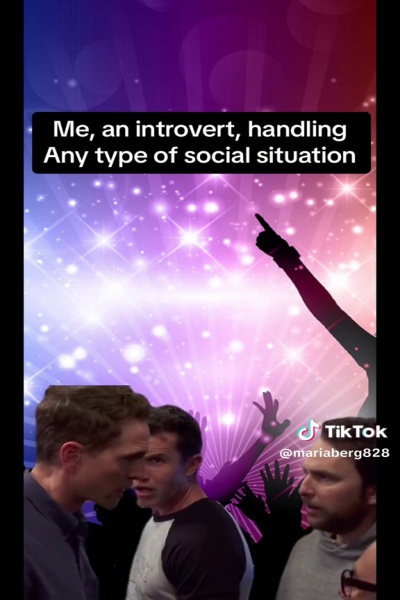 Me, an introvert, handling
Any type of social situation
TikTok
@mariaberg828